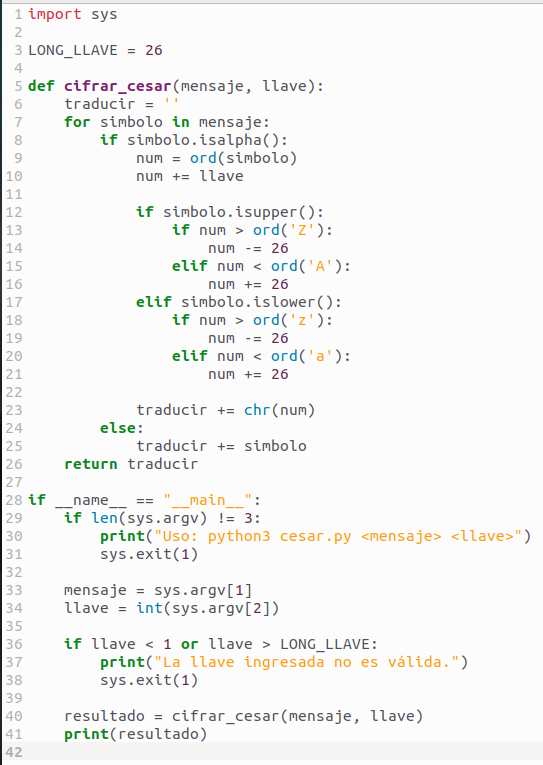 1 import sys
2
3 LONG_LLAVE = 26
4
5 def cifrar_cesar(mensaje, llave):
6     traducir = ''
7     for simbolo in mensaje:
8         if simbolo.isalpha():
9             num = ord(simbolo)
10             num += llave
11
12             if simbolo.isupper():
13                 if num > ord('Z'):
14                     num -= 26
15                 elif num < ord('A'):
16                     num += 26
17             elif simbolo.islower():
18                 if num > ord('z'):
19                     num -= 26
20                 elif num < ord('a'):
21                     num += 26
22
23             traducir += chr(num)
24         else:
25             traducir += simbolo
26     return traducir
27
28 if __name__ == "__main__":
29     if len(sys.argv) != 3:
30         print("Uso: python3 cesar.py <mensaje> <llave>")
31         sys.exit(1)
32
33     mensaje = sys.argv[1]
34     llave = int(sys.argv[2])
35
36     if llave < 1 or llave > LONG_LLAVE:
37         print("La llave ingresada no es válida.")
38         sys.exit(1)
39
40     resultado = cifrar_cesar(mensaje, llave)
41     print(resultado)
42